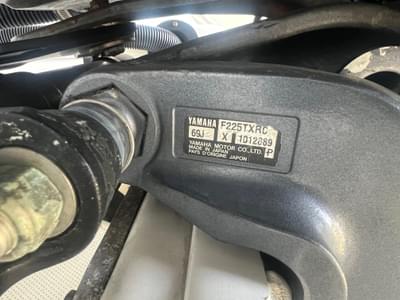 YAMAHA F225TXRC
69J X 1012089
YAMAHA MOTOR CO., LTD. P
MADE IN JAPAN
PAYS D'ORIGINE JAPON